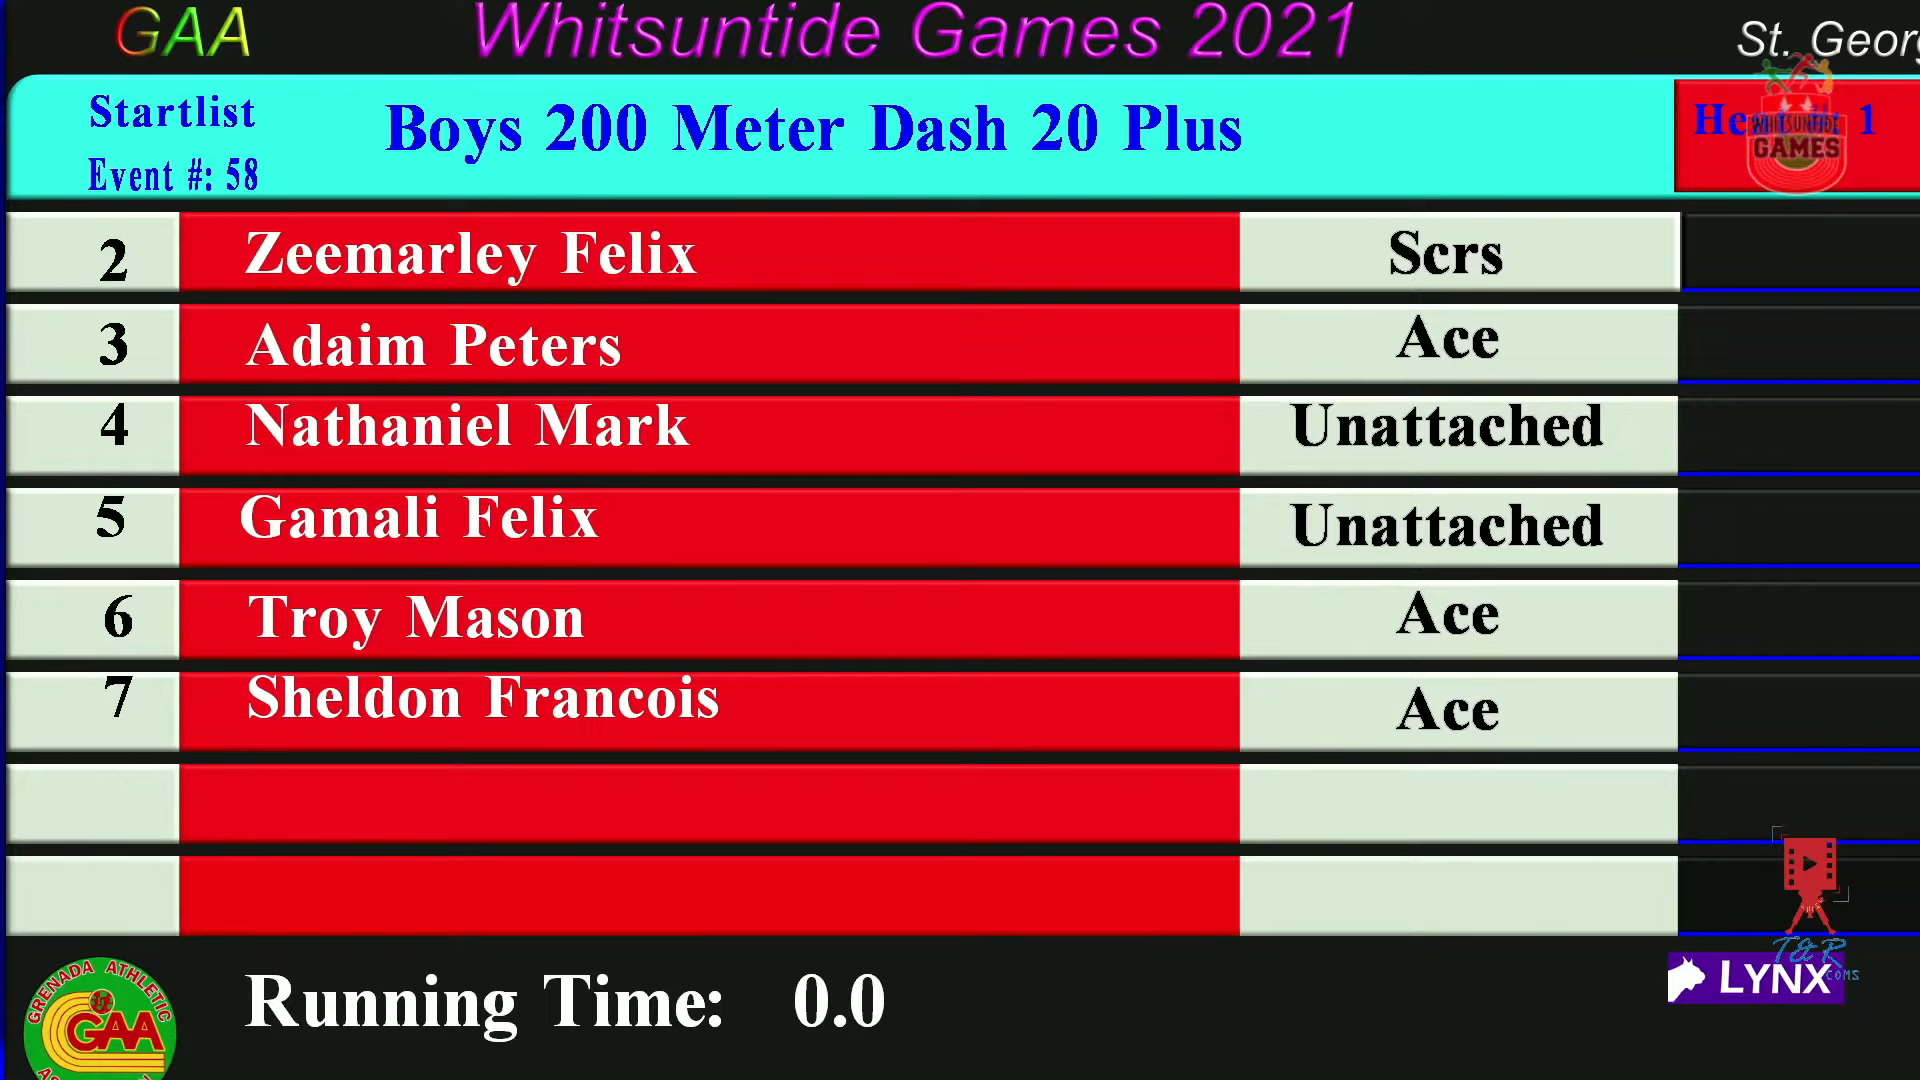 GAA Whitsuntide Games 2021 St. Georg
Startlist Boys 200 Meter Dash 20 Plus He 1
Event #: 58
WHITSUNTIDE
GAMES
2 Zeemarley Felix Scrs
3 Adaim Peters Ace
4 Nathaniel Mark Unattached
5 Gamali Felix Unattached
6 Troy Mason Ace
7 Sheldon Francois Ace
Running Time: 0.0
GRENADA ATHLETIC
GAA
T&R
COMS
LYNX